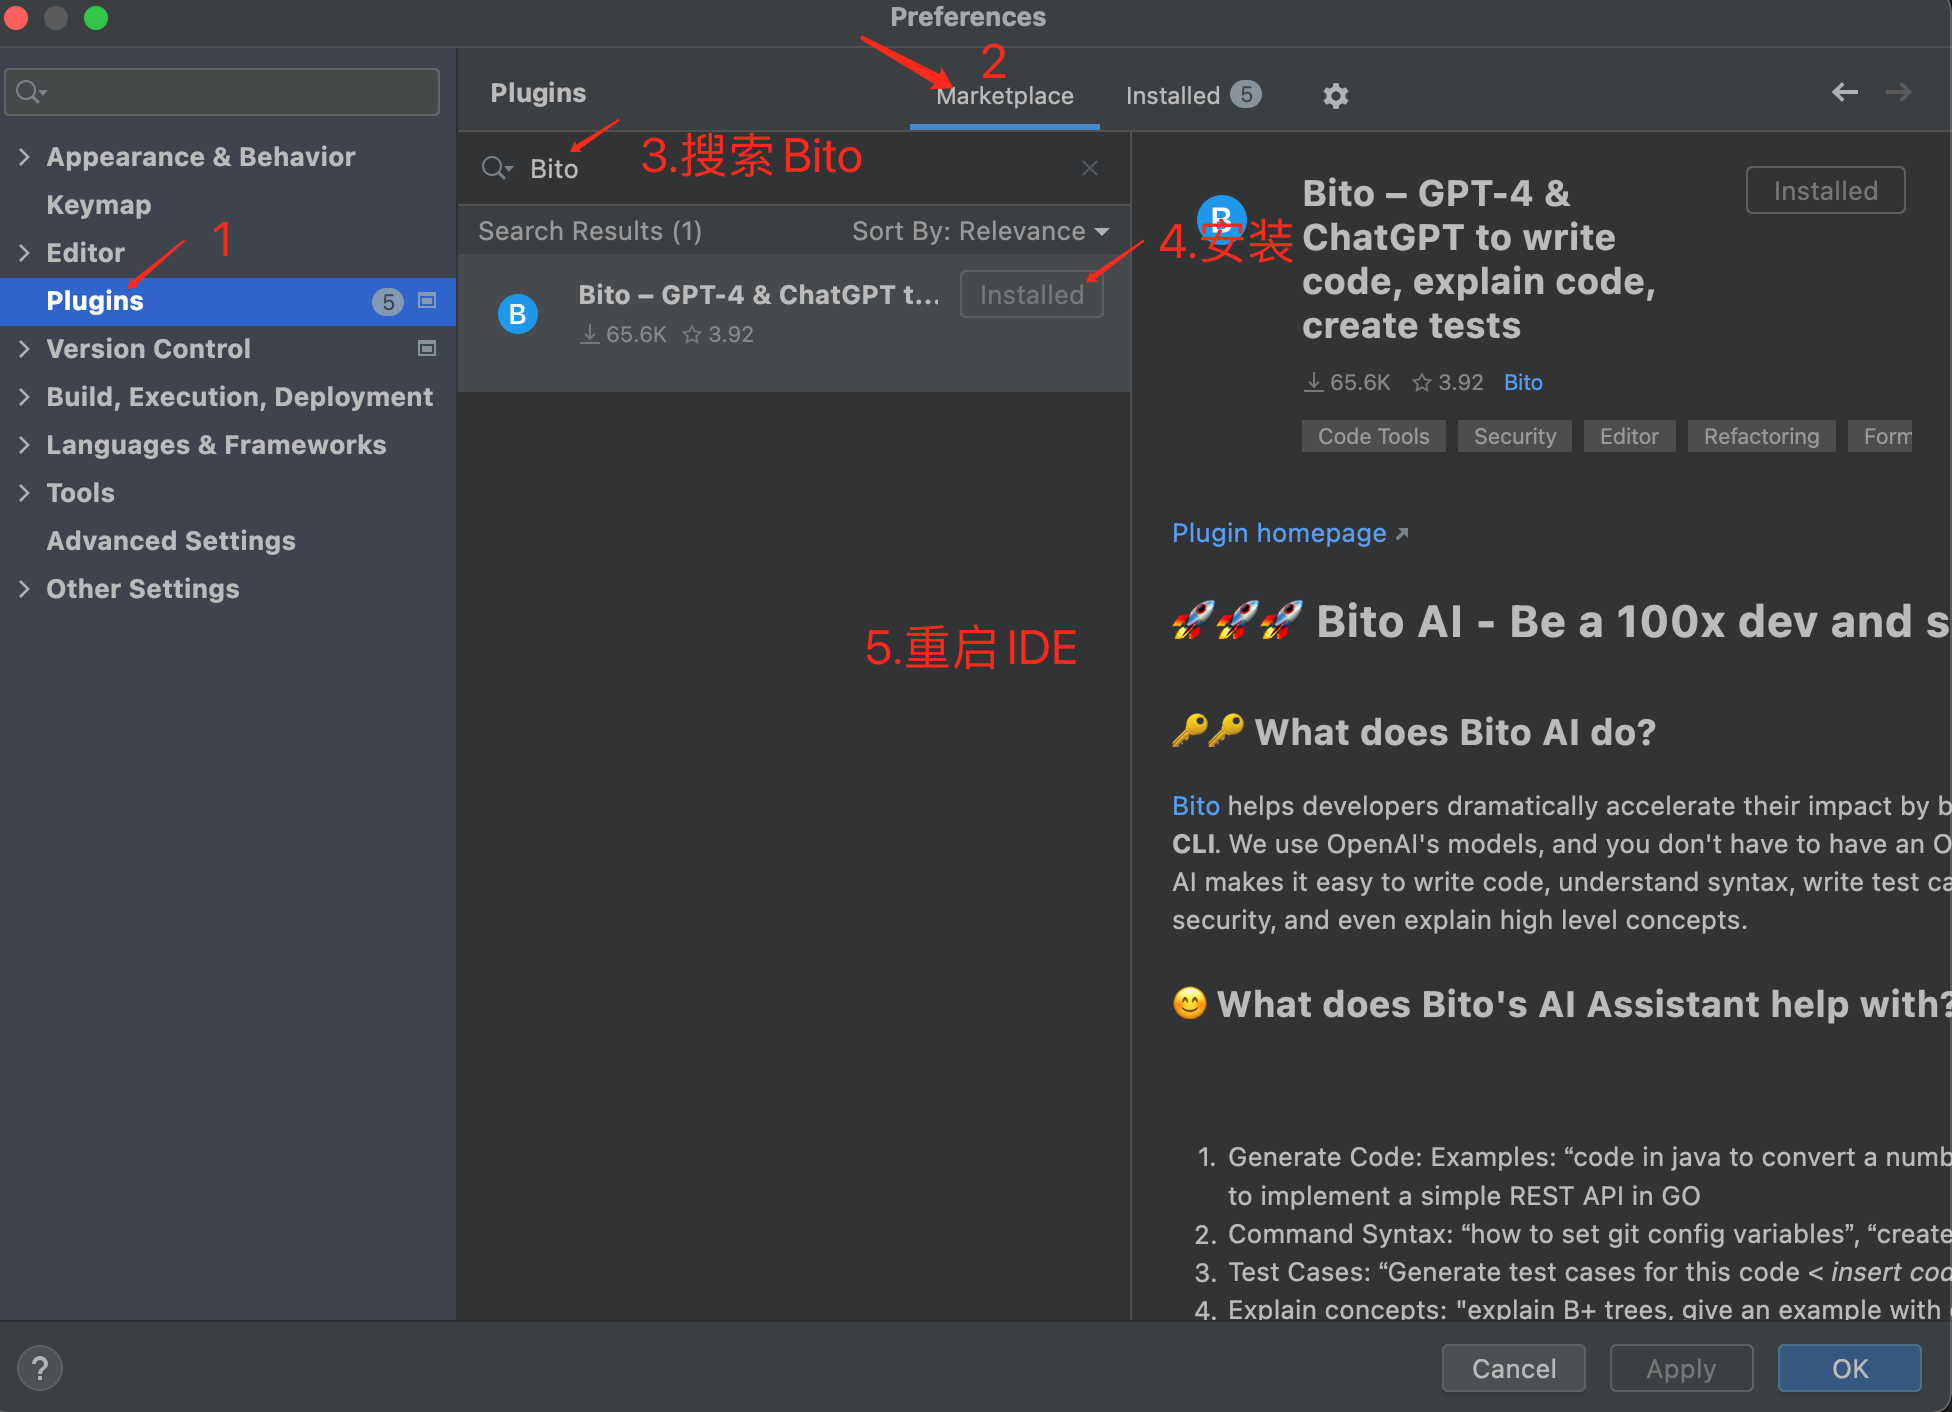 Preferences
2
Plugins
Marketplace
Installed 5
3.搜索 Bito
Bito
Appearance & Behavior
Keymap
1
Editor
Plugins
5
Version Control
Build, Execution, Deployment
Languages & Frameworks
Tools
Advanced Settings
Other Settings
Search Results (1)
Sort By: Relevance
4.安装
B
Bito – GPT-4 & ChatGPT t...
Installed
65.6K
3.92
5.重启 IDE
B
Bito – GPT-4 &
ChatGPT to write
code, explain code,
create tests
Installed
65.6K
3.92
Bito
Code Tools
Security
Editor
Refactoring
Form
Plugin homepage
🚀🚀🚀 Bito AI - Be a 100x dev and s
🔑🔑 What does Bito AI do?
Bito helps developers dramatically accelerate their impact by b
CLI. We use OpenAI's models, and you don't have to have an O
AI makes it easy to write code, understand syntax, write test ca
security, and even explain high level concepts.
😊 What does Bito's AI Assistant help with?
1. Generate Code: Examples: “code in java to convert a numb
to implement a simple REST API in GO
2. Command Syntax: “how to set git config variables”, “create
3. Test Cases: “Generate test cases for this code < insert cod
4. Explain concepts: "explain B+ trees, give an example with
?
Cancel
Apply
OK